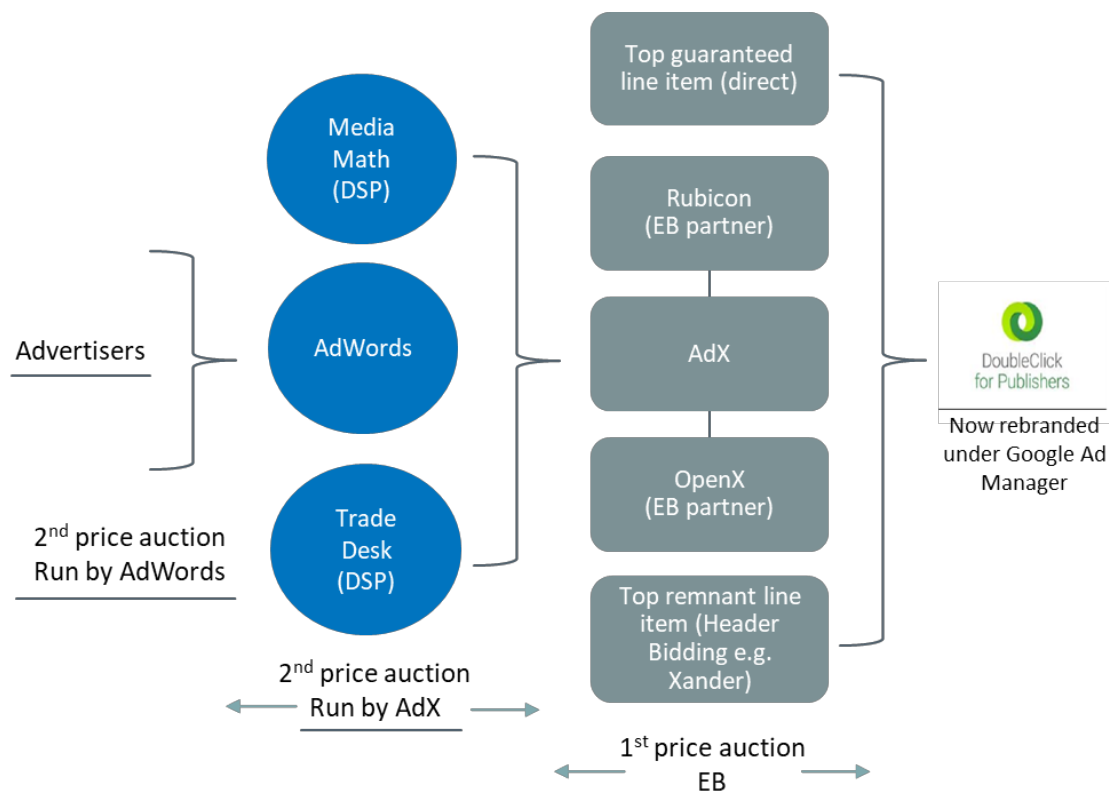 Advertisers
2nd price auction
Run by AdWords
Media
Math
(DSP)
AdWords
Trade
Desk
(DSP)
2nd price auction
Run by AdX
Top guaranteed
line item (direct)
Rubicon
(EB partner)
AdX
OpenX
(EB partner)
Top remnant line
item (Header
Bidding e.g.
Xander)
1st price auction
EB
DoubleClick
for Publishers
Now rebranded
under Google Ad
Manager